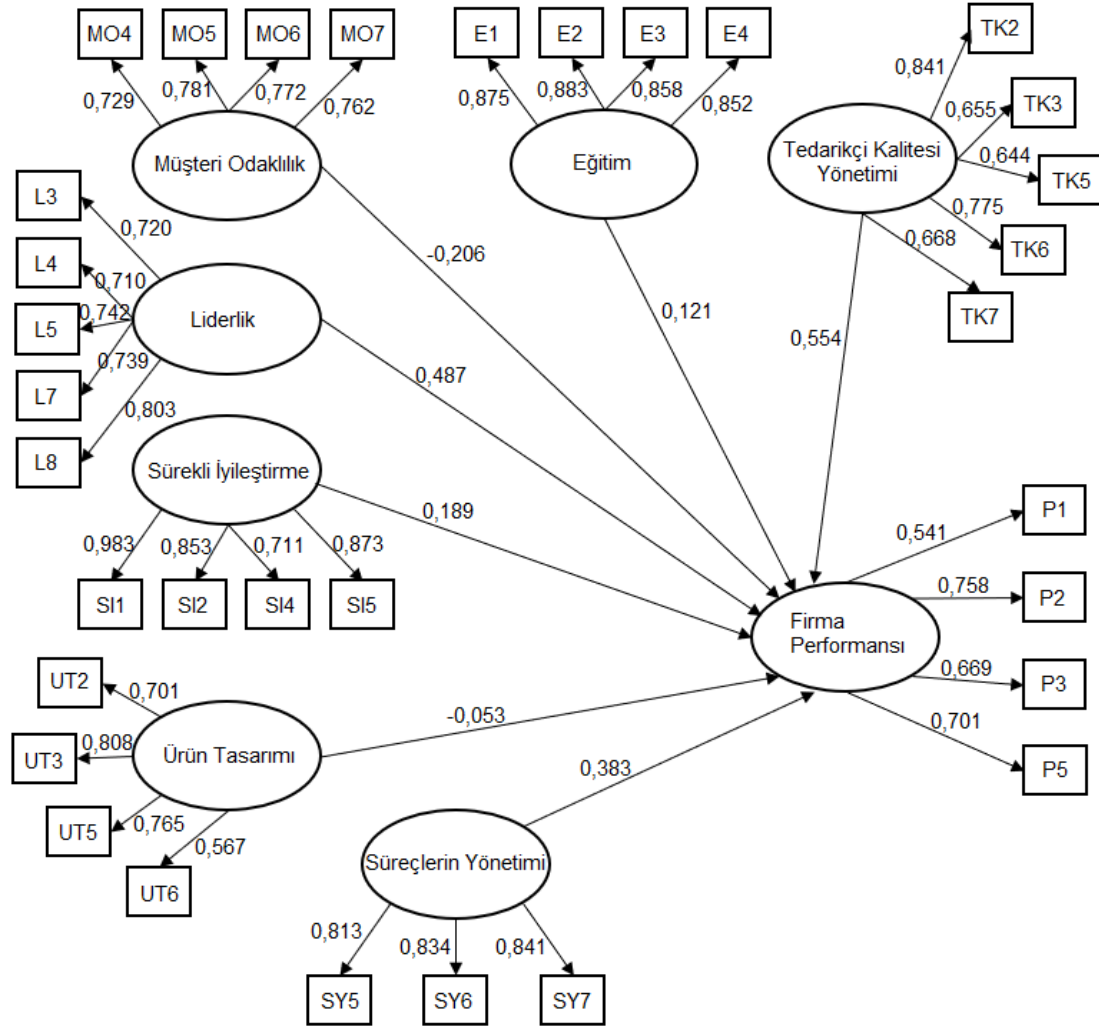 MO4
MO5
MO6
MO7
0,729
0,781
0,772
0,762
Müşteri Odaklılık
E1
E2
E3
E4
0,875
0,883
0,858
0,852
Eğitim
TK2
TK3
TK5
TK6
TK7
0,841
0,655
0,644
0,775
0,668
Tedarikçi Kalitesi
Yönetimi
L3
L4
L5
L7
L8
0,720
0,710
0,742
0,739
0,803
Liderlik
-0,206
0,121
0,554
0,487
Sürekli İyileştirme
0,189
0,983
0,853
0,711
0,873
SI1
SI2
SI4
SI5
Firma
Performansı
0,541
0,758
0,669
0,701
P1
P2
P3
P5
UT2
UT3
UT5
UT6
0,701
0,808
0,765
0,567
Ürün Tasarımı
-0,053
0,383
Süreçlerin Yönetimi
0,813
0,834
0,841
SY5
SY6
SY7